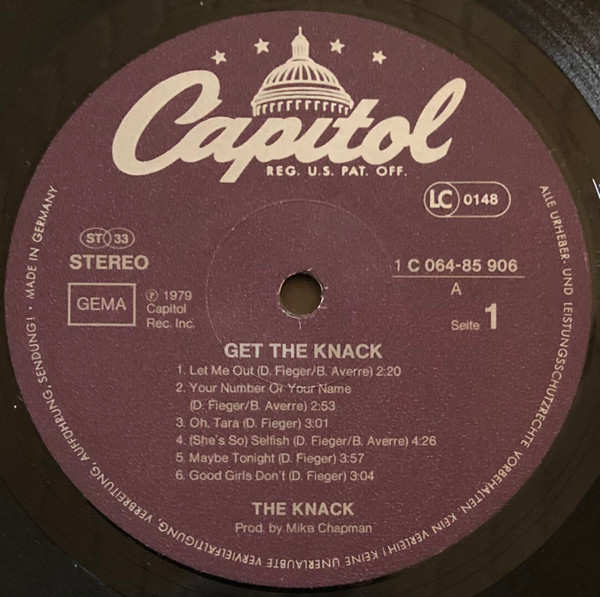 Capitol
REG. U.S. PAT. OFF.
LC 0148
ST 33
STEREO
GEMA
℗ 1979
Capitol
Rec. Inc.
1 C 064-85 906
A
Seite 1
GET THE KNACK
1. Let Me Out (D. Fieger/B. Averre) 2:20
2. Your Number Or Your Name
(D. Fieger/B. Averre) 2:53
3. Oh, Tara (D. Fieger) 3:01
4. (She's So) Selfish (D. Fieger/B. Averre) 4:26
5. Maybe Tonight (D. Fieger) 3:57
6. Good Girls Don't (D. Fieger) 3:04
THE KNACK
Prod. by Mike Chapman
ALLE URHEBER- UND LEISTUNGSSCHUTZRECHTE VORBEHALTEN. KEIN VERLEIH! KEINE UNERLAUBTE VERVIELFÄLTIGUNG, VERBREITUNG, AUFFÜHRUNG, SENDUNG! • MADE IN GERMANY